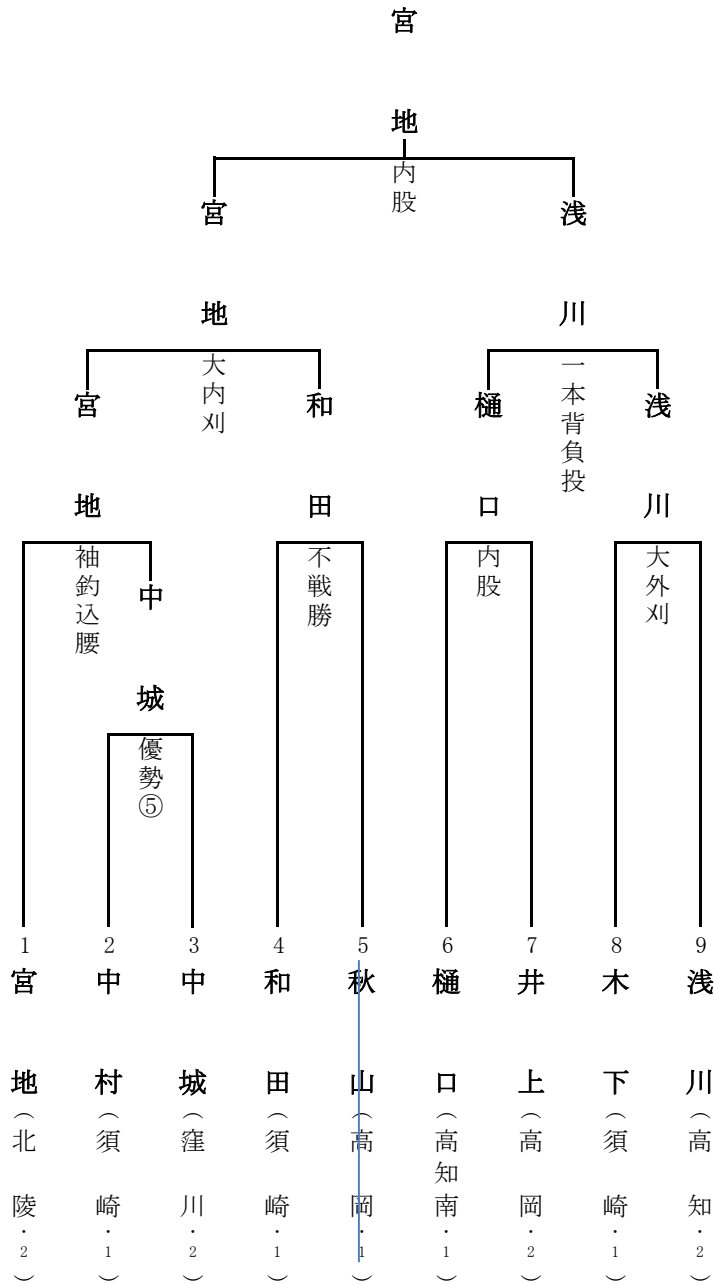 宮地
内股
宮地
浅川
大内刈
一本背負投
宮地
和田
樋口
浅川
袖釣込腰
不戦勝
内股
大外刈
中城
優勢⑤
1 宮地（北陵・2）
2 中村（須崎・1）
3 中城（窪川・2）
4 和田（須崎・1）
5 秋山（高岡・1）
6 樋口（高知南・1）
7 井上（高岡・2）
8 木下（須崎・1）
9 浅川（高知・2）